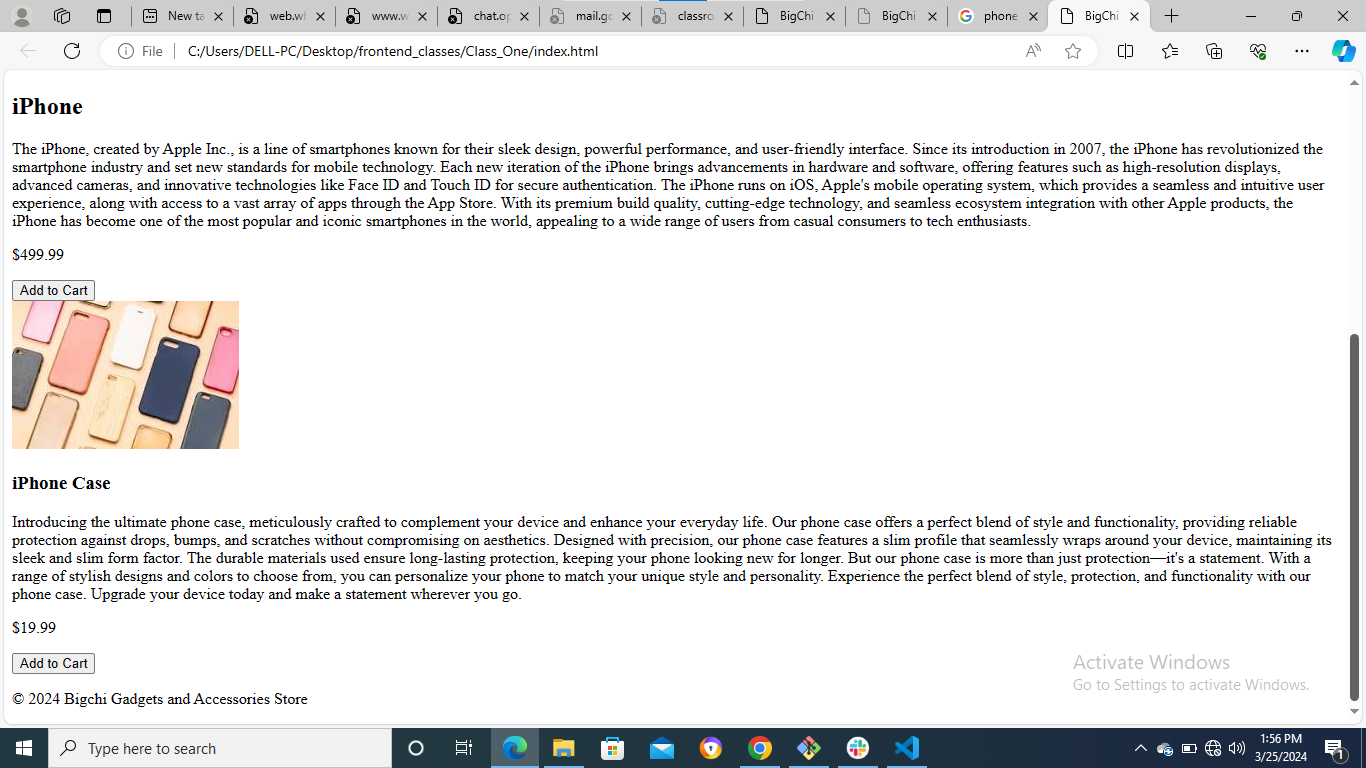 New ta
web.wh
www.w
chat.op
mail.go
classro
BigChi
BigChi
phone
BigChi
File
C:/Users/DELL-PC/Desktop/frontend_classes/Class_One/index.html
iPhone
The iPhone, created by Apple Inc., is a line of smartphones known for their sleek design, powerful performance, and user-friendly interface. Since its introduction in 2007, the iPhone has revolutionized the
smartphone industry and set new standards for mobile technology. Each new iteration of the iPhone brings advancements in hardware and software, offering features such as high-resolution displays,
advanced cameras, and innovative technologies like Face ID and Touch ID for secure authentication. The iPhone runs on iOS, Apple's mobile operating system, which provides a seamless and intuitive user
experience, along with access to a vast array of apps through the App Store. With its premium build quality, cutting-edge technology, and seamless ecosystem integration with other Apple products, the
iPhone has become one of the most popular and iconic smartphones in the world, appealing to a wide range of users from casual consumers to tech enthusiasts.
$499.99
Add to Cart
iPhone Case
Introducing the ultimate phone case, meticulously crafted to complement your device and enhance your everyday life. Our phone case offers a perfect blend of style and functionality, providing reliable
protection against drops, bumps, and scratches without compromising on aesthetics. Designed with precision, our phone case features a slim profile that seamlessly wraps around your device, maintaining its
sleek and slim form factor. The durable materials used ensure long-lasting protection, keeping your phone looking new for longer. But our phone case is more than just protection—it's a statement. With a
range of stylish designs and colors to choose from, you can personalize your phone to match your unique style and personality. Experience the perfect blend of style, protection, and functionality with our
phone case. Upgrade your device today and make a statement wherever you go.
$19.99
Add to Cart
© 2024 Bigchi Gadgets and Accessories Store
Activate Windows
Go to Settings to activate Windows.
Type here to search
1:56 PM
3/25/2024
1